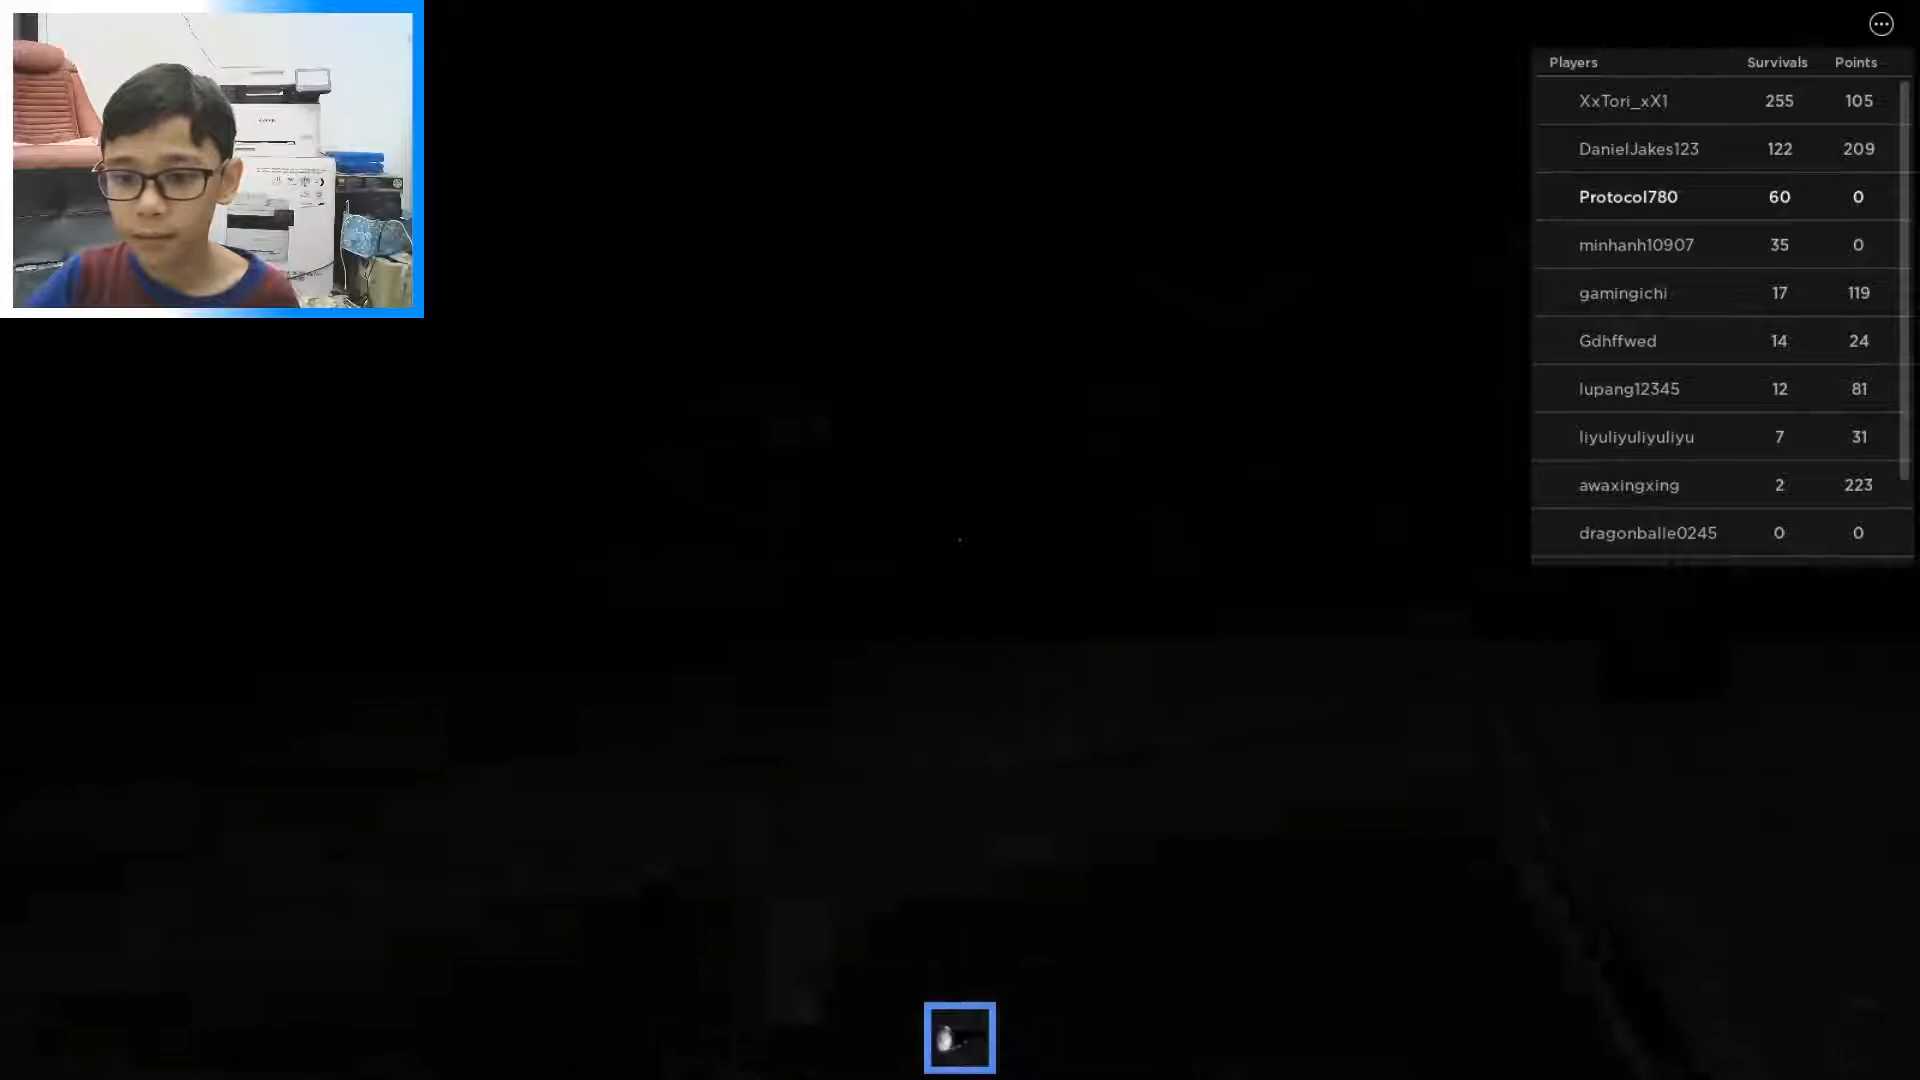 Players Survivals Points
XxTori_xX1 255 105
DanielJakes123 122 209
Protocol780 60 0
minhanh10907 35 0
gamingichi 17 119
Gdhffwed 14 24
lupang12345 12 81
liyuliyuliyuliyu 7 31
awaxingxing 2 223
dragonballe0245 0 0